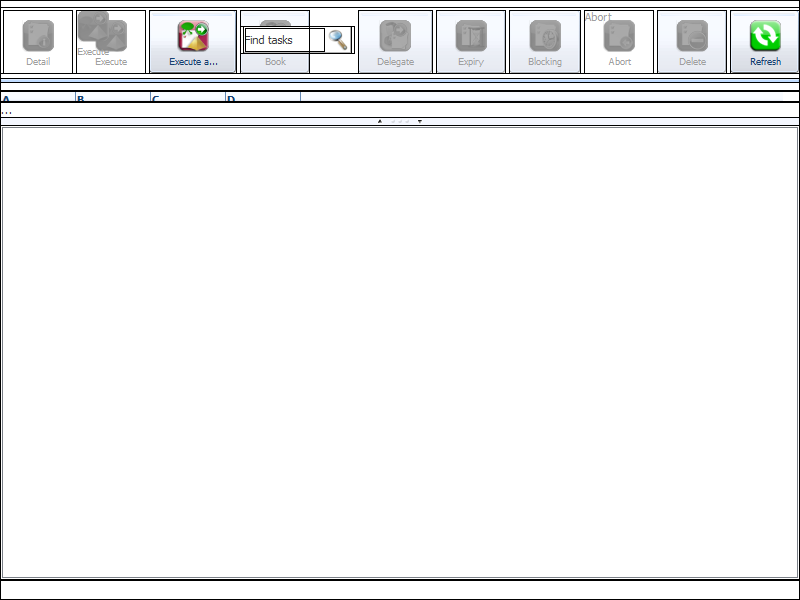 Detail
Execute
Execute
Execute a...
Find tasks
Book
Delegate
Expiry
Blocking
Abort
Abort
Delete
Refresh
A B C D
...